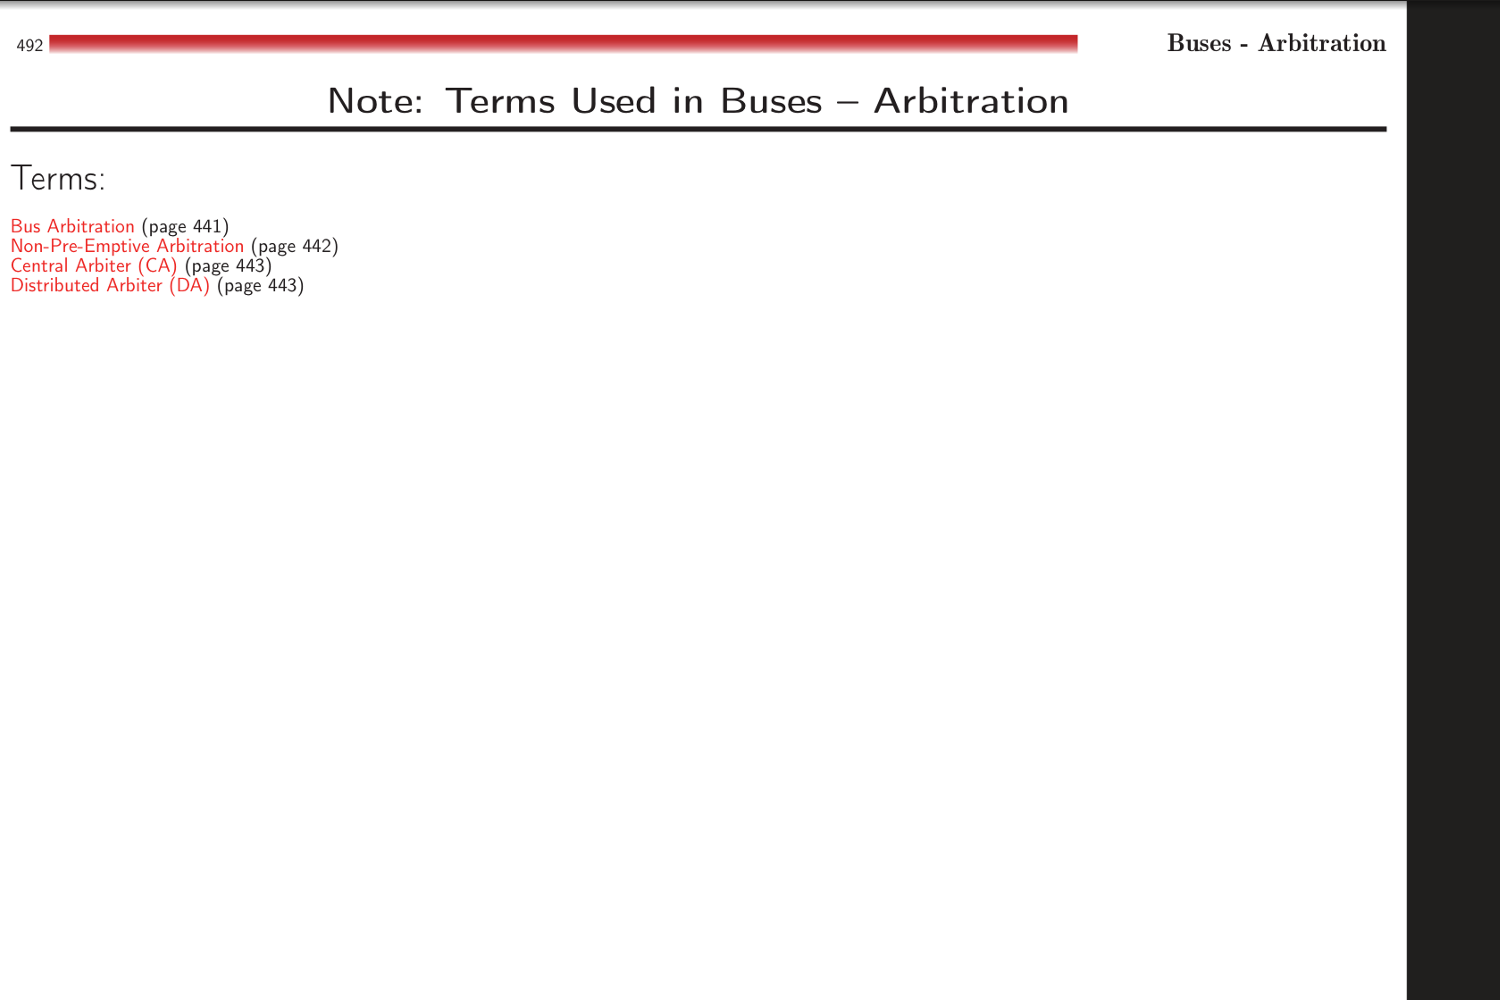 492
Buses - Arbitration
Note: Terms Used in Buses – Arbitration
Terms:
Bus Arbitration (page 441)
Non-Pre-Emptive Arbitration (page 442)
Central Arbiter (CA) (page 443)
Distributed Arbiter (DA) (page 443)